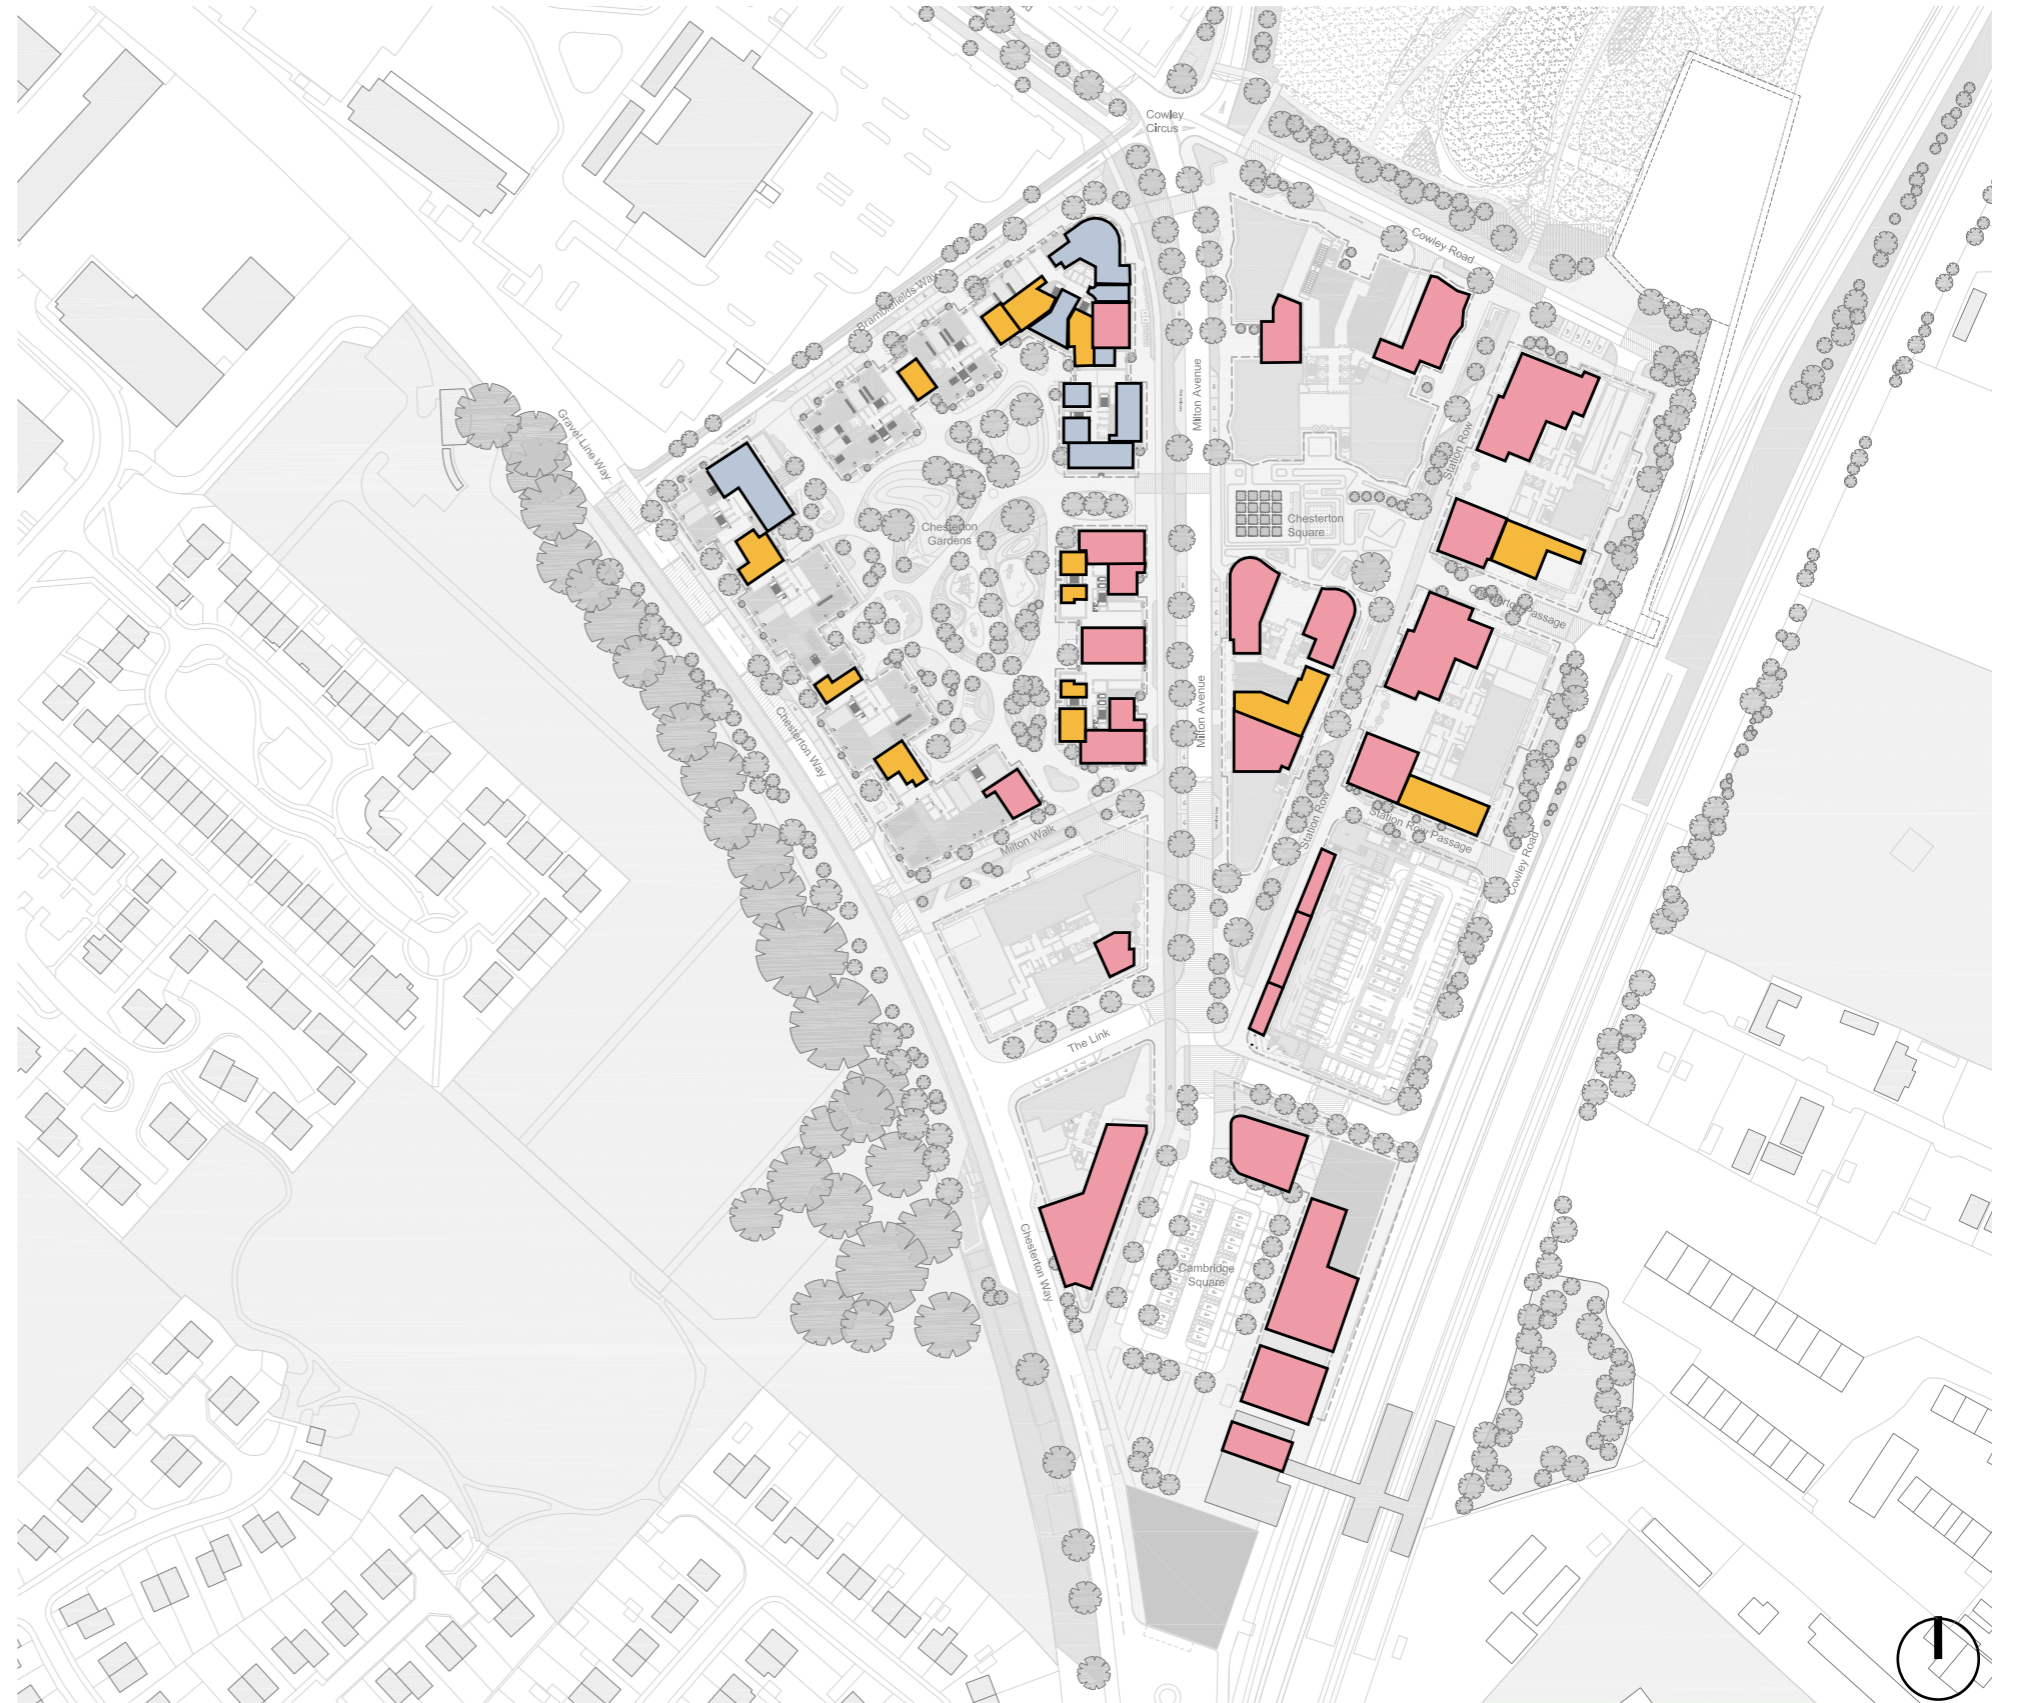 Cowley
Circus
Cowley Road
Bramblefields Way
Milton Avenue
Gravel Line Way
Station Row
Chesterton
Square
Chesterton
Gardens
Chesterton Passage
Milton Avenue
Chesterton Way
Station Row
Station Row Passage
Milton Walk
Cowley Road
The Link
Chesterton Way
Cambridge
Square